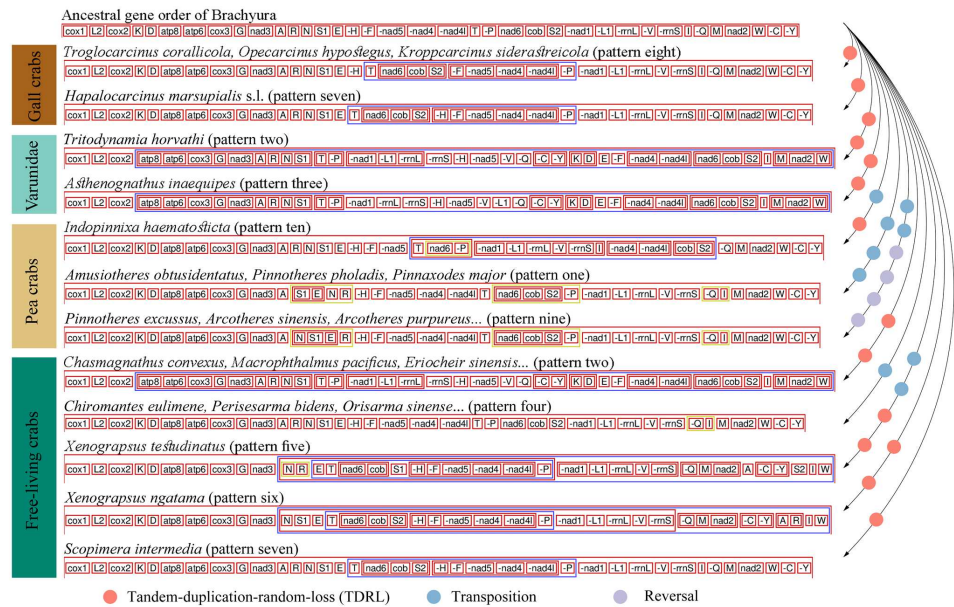 Ancestral gene order of Brachyura
cox1 L2 cox2 K D atp8 atp6 cox3 G nad3 A R N S1 E -H -F -nad5 -nad4 -nad4l T -P nad6 cob S2 -nad1 -L1 -rrnL -V -rrnS I -Q M nad2 W -C -Y
Gall crabs
Troglocarcinus corallicola, Opecarcinus hypostegus, Kroppcarcinus siderastreicola (pattern eight)
cox1 L2 cox2 K D atp8 atp6 cox3 G nad3 A R N S1 E -H T nad6 cob S2 -F -nad5 -nad4 -nad4l -P -nad1 -L1 -rrnL -V -rrnS I -Q M nad2 W -C -Y
Hapalocarcinus marsupialis s.l. (pattern seven)
cox1 L2 cox2 K D atp8 atp6 cox3 G nad3 A R N S1 E T nad6 cob S2 -H -F -nad5 -nad4 -nad4l -P -nad1 -L1 -rrnL -V -rrnS I -Q M nad2 W -C -Y
Varunidae
Tritodynamia horvathi (pattern two)
cox1 L2 cox2 atp8 atp6 cox3 G nad3 A R N S1 T -P -nad1 -L1 -rrnL -rrnS -H -nad5 -V -Q -C -Y K D E -F -nad4 -nad4l nad6 cob S2 I M nad2 W
Asthenognathus inaequipes (pattern three)
cox1 L2 cox2 atp8 atp6 cox3 G nad3 A R N S1 T -P -nad1 -rrnL -rrnS -H -nad5 -V -L1 -Q -C -Y K D E -F -nad4 -nad4l nad6 cob S2 I M nad2 W
Pea crabs
Indopinnixa haematosticta (pattern ten)
cox1 L2 cox2 K D atp8 atp6 cox3 G nad3 A R N S1 E -H -F -nad5 T nad6 -P -nad1 -L1 -rrnL -V -rrnS I -nad4 -nad4l cob S2 -Q M nad2 W -C -Y
Amusiotheres obtusidentatus, Pinnotheres pholadis, Pinnaxodes major (pattern one)
cox1 L2 cox2 K D atp8 atp6 cox3 G nad3 A S1 E N R -H -F -nad5 -nad4 -nad4l T nad6 cob S2 -P -nad1 -L1 -rrnL -V -rrnS -Q I M nad2 W -C -Y
Pinnotheres excussus, Arcotheres sinensis, Arcotheres purpureus... (pattern nine)
cox1 L2 cox2 K D atp8 atp6 cox3 G nad3 A N S1 E R -H -F -nad5 -nad4 -nad4l T nad6 cob S2 -P -nad1 -L1 -rrnL -V -rrnS -Q I M nad2 W -C -Y
Free-living crabs
Chasmagnathus convexus, Macrophthalmus pacificus, Eriocheir sinensis... (pattern two)
cox1 L2 cox2 atp8 atp6 cox3 G nad3 A R N S1 T -P -nad1 -L1 -rrnL -rrnS -H -nad5 -V -Q -C -Y K D E -F -nad4 -nad4l nad6 cob S2 I M nad2 W
Chiromantes eulimene, Perisesarma bidens, Orisarma sinense... (pattern four)
cox1 L2 cox2 K D atp8 atp6 cox3 G nad3 A R N S1 E -H -F -nad5 -nad4 -nad4l T -P nad6 cob S2 -nad1 -L1 -rrnL -V -rrnS -Q I M nad2 W -C -Y
Xenograpsus testudinatus (pattern five)
cox1 L2 cox2 K D atp8 atp6 cox3 G nad3 N R E T nad6 cob S1 -H -F -nad5 -nad4 -nad4l -P -nad1 -L1 -rrnL -V -rrnS -Q M nad2 A -C -Y S2 I W
Xenograpsus ngatama (pattern six)
cox1 L2 cox2 K D atp8 atp6 cox3 G nad3 N S1 E T nad6 cob S2 -H -F -nad5 -nad4 -nad4l -P -nad1 -L1 -rrnL -V -rrnS -Q M nad2 -C -Y A R I W
Scopimera intermedia (pattern seven)
cox1 L2 cox2 K D atp8 atp6 cox3 G nad3 A R N S1 E T nad6 cob S2 -H -F -nad5 -nad4 -nad4l -P -nad1 -L1 -rrnL -V -rrnS I -Q M nad2 W -C -Y
Tandem-duplication-random-loss (TDRL) Transposition Reversal